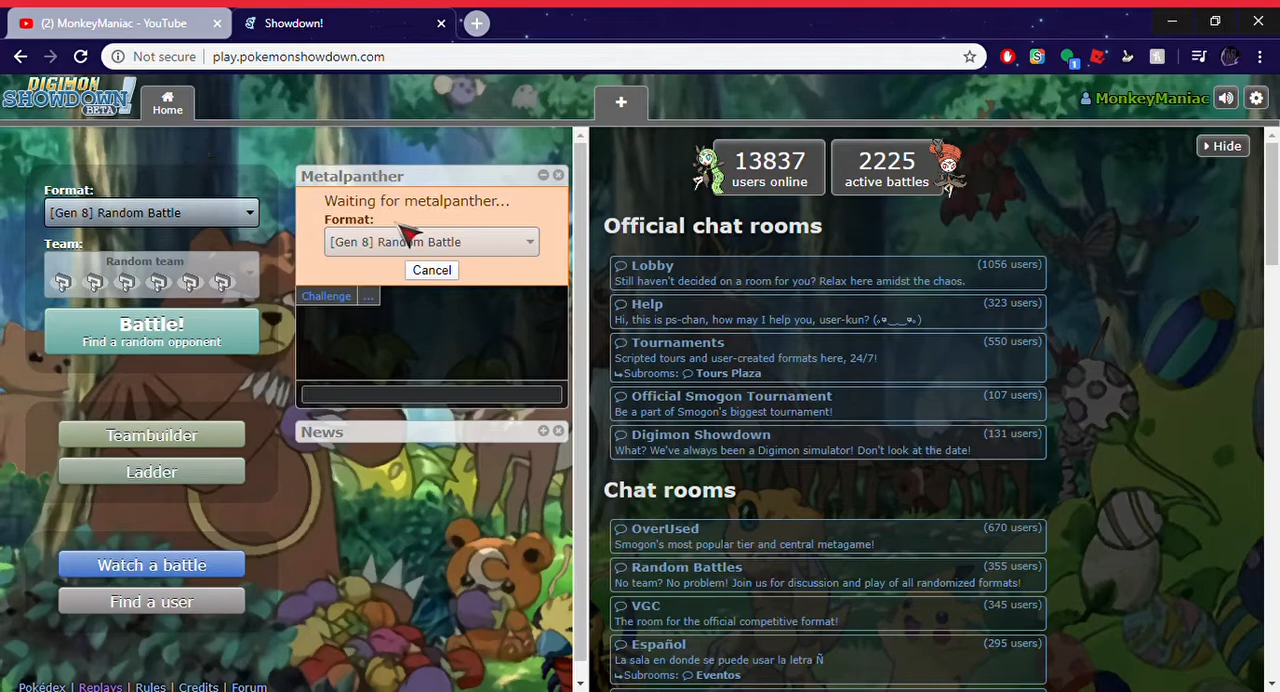 (2) MonkeyManiac - YouTube
Showdown!
Not secure
play.pokemonshowdown.com
1
DIGIMON
SHOWDOWN!
BETA
Home
MonkeyManiac
Format:
[Gen 8] Random Battle
Team:
Random team
Battle!
Find a random opponent
Teambuilder
Ladder
Watch a battle
Find a user
Pokédex | Replays | Rules | Credits | Forum
Metalpanther
Waiting for metalpanther...
Format:
[Gen 8] Random Battle
Cancel
Challenge
...
News
13837
users online
2225
active battles
Hide
Official chat rooms
Lobby
(1056 users)
Still haven't decided on a room for you? Relax here amidst the chaos.
Help
(323 users)
Hi, this is ps-chan, how may I help you, user-kun?
Tournaments
(550 users)
Scripted tours and user-created formats here, 24/7!
Subrooms: Tours Plaza
Official Smogon Tournament
(107 users)
Be a part of Smogon's biggest tournament!
Digimon Showdown
(131 users)
What? We've always been a Digimon simulator! Don't look at the date!
Chat rooms
OverUsed
(670 users)
Smogon's most popular tier and central metagame!
Random Battles
(355 users)
No team? No problem! Join us for discussion and play of all randomized formats!
VGC
(345 users)
The room for the official competitive format!
Español
(295 users)
La sala en donde se puede usar la letra Ñ
Subrooms: Eventos